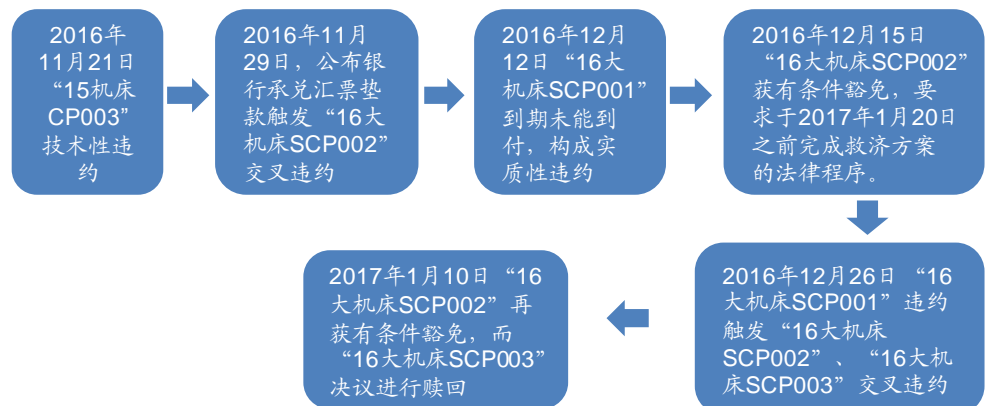 2016年
11月21日
“15机床
CP003”
技术性违
约
2016年11月
29日，公布银
行承兑汇票垫
款触发“16大
机床SCP002”
交叉违约
2016年12月
12日“16大
机床SCP001”
到期未能到
付，构成实
质性违约
2016年12月15日
“16大机床SCP002”
获有条件豁免，要
求于2017年1月20日
之前完成救济方案
的法律程序。
2016年12月26日“16
大机床SCP001”违约
触发“16大机床
SCP002”、“16大机
床SCP003”交叉违约
2017年1月10日“16
大机床SCP002”再
获有条件豁免，而
“16大机床SCP003”
决议进行赎回